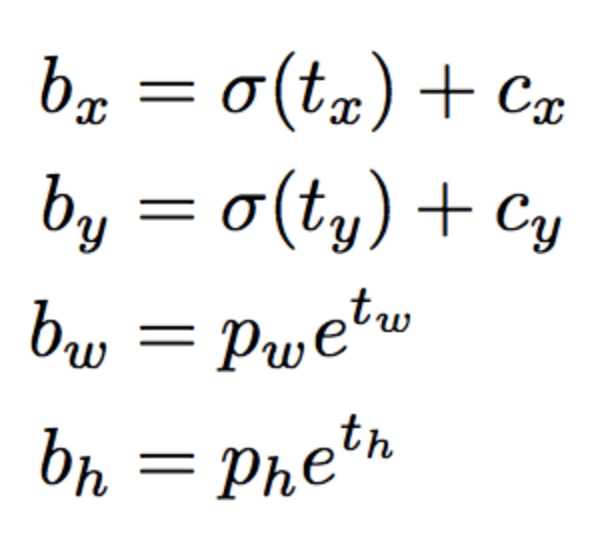 b_x = σ(t_x) + c_x
b_y = σ(t_y) + c_y
b_w = p_w e^{t_w}
b_h = p_h e^{t_h}